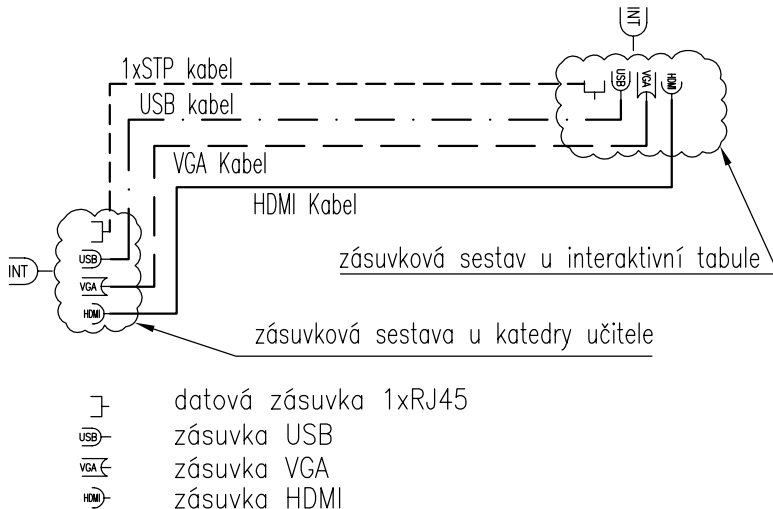 INT
1xSTP kabel
USB VGA HDMI
USB kabel
VGA Kabel
HDMI Kabel
INT
USB
VGA
HDMI
zásuvková sestav u interaktivní tabule
zásuvková sestava u katedry učitele
datová zásuvka 1xRJ45
USB zásuvka USB
VGA zásuvka VGA
HDMI zásuvka HDMI